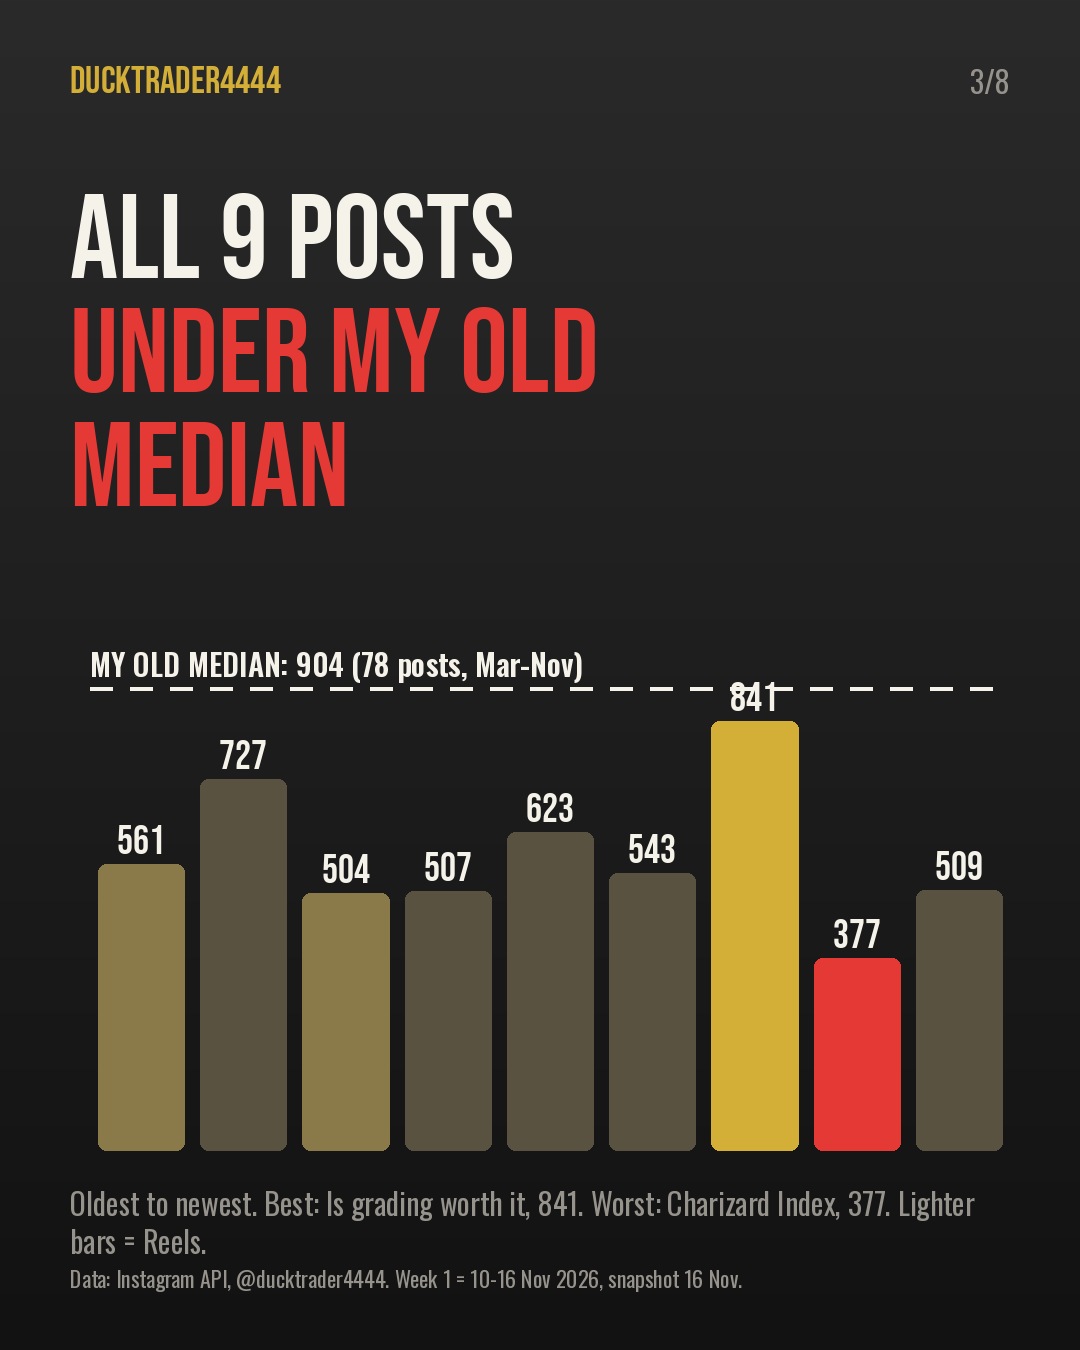 DUCKTRADER4444
3/8
ALL 9 POSTS
UNDER MY OLD
MEDIAN
MY OLD MEDIAN: 904 (78 posts, Mar-Nov)
561
727
504
507
623
543
841
377
509
Oldest to newest. Best: Is grading worth it, 841. Worst: Charizard Index, 377. Lighter
bars = Reels.
Data: Instagram API, @ducktrader4444. Week 1 = 10-16 Nov 2026, snapshot 16 Nov.